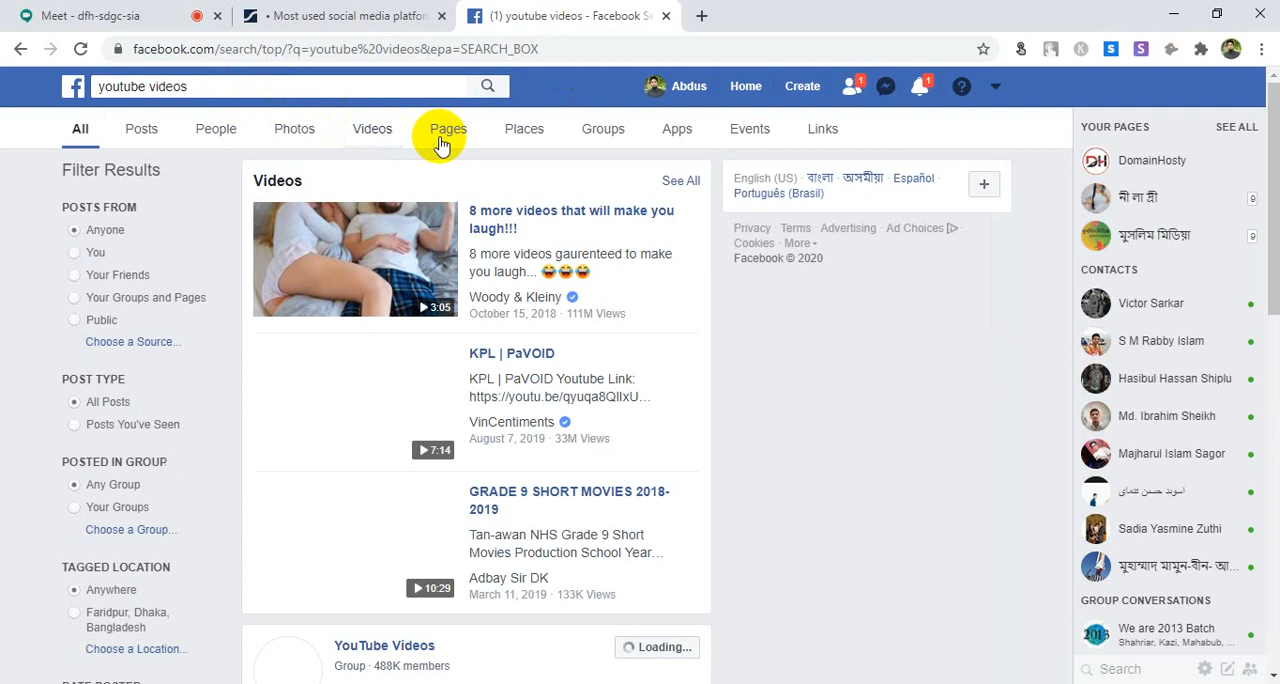 Meet - dfh-sdgc-sia
• Most used social media platfor
(1) youtube videos - Facebook Se
facebook.com/search/top/?q=youtube%20videos&epa=SEARCH_BOX
youtube videos
Abdus
Home
Create
1
1
All
Posts
People
Photos
Videos
Pages
Places
Groups
Apps
Events
Links
Filter Results
POSTS FROM
Anyone
You
Your Friends
Your Groups and Pages
Public
Choose a Source...
POST TYPE
All Posts
Posts You've Seen
POSTED IN GROUP
Any Group
Your Groups
Choose a Group...
TAGGED LOCATION
Anywhere
Faridpur, Dhaka,
Bangladesh
Choose a Location...
Videos
See All
8 more videos that will make you
laugh!!!
8 more videos gaurenteed to make
you laugh... 😂😂😂
Woody & Kleiny
October 15, 2018 · 111M Views
3:05
KPL | PaVOID
KPL | PaVOID Youtube Link:
VinCentiments
August 7, 2019 · 33M Views
7:14
GRADE 9 SHORT MOVIES 2018-
2019
Tan-awan NHS Grade 9 Short
Movies Production School Year...
Adbay Sir DK
March 11, 2019 · 133K Views
10:29
YouTube Videos
Group · 488K members
Loading...
English (US) · বাংলা · অসমীয়া · Español ·
Português (Brasil)
Privacy · Terms · Advertising · Ad Choices ·
Cookies · More
Facebook © 2020
YOUR PAGES
SEE ALL
DomainHosty
নী লা দ্রী
9
মুসলিম মিডিয়া
9
CONTACTS
Victor Sarkar
S M Rabby Islam
Hasibul Hassan Shiplu
Md. Ibrahim Sheikh
Majharul Islam Sagor
Sadia Yasmine Zuthi
মুহাম্মাদ মামুন-বীন- আ...
GROUP CONVERSATIONS
We are 2013 Batch
Shahriar, Kazi, Mahabub, ...
Search